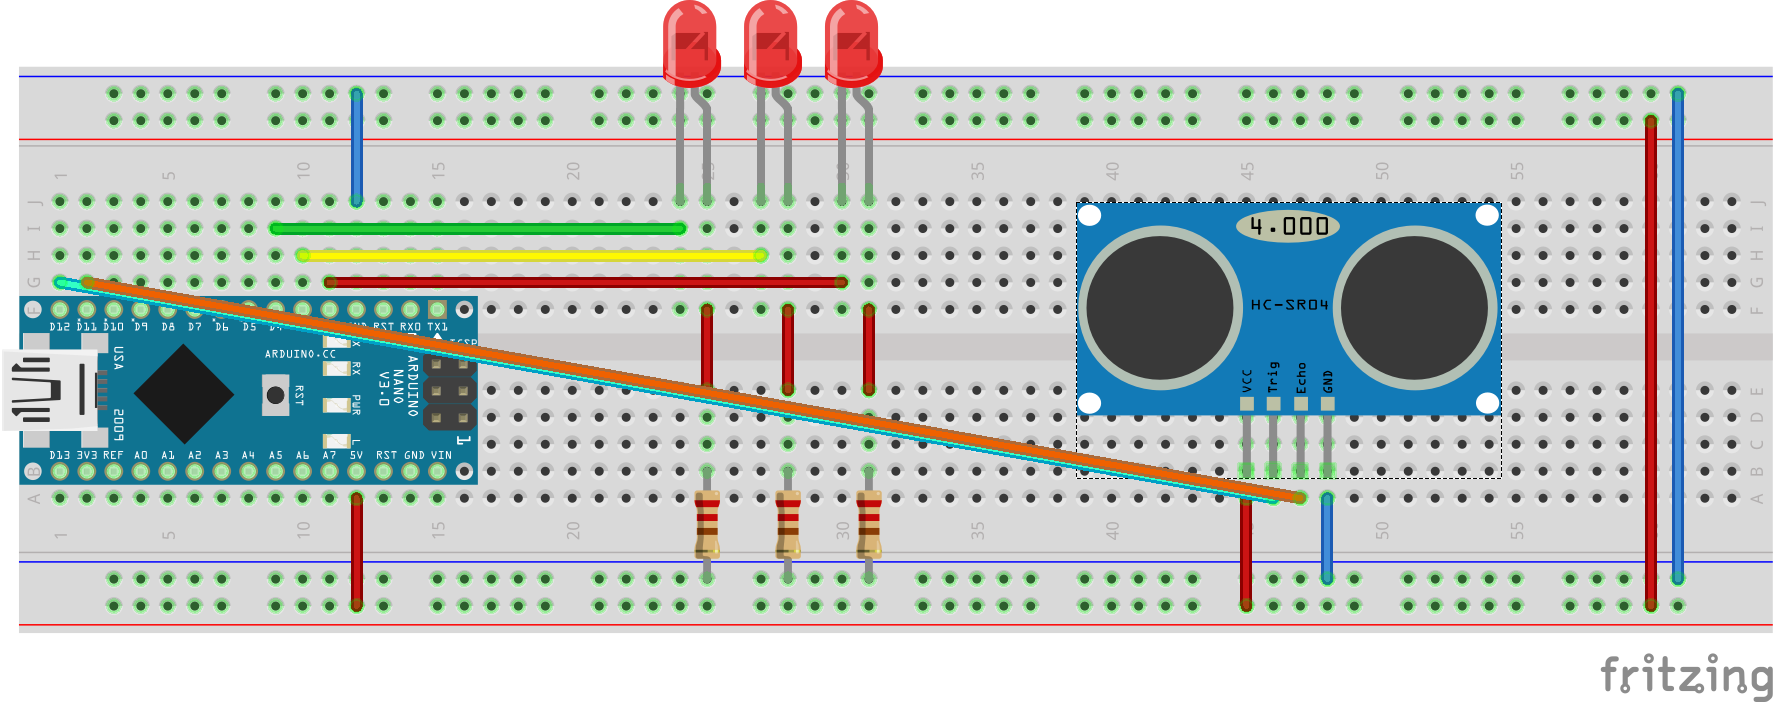 1 5 10 15 20 25 30 35 40 45 50 55
J J
I I
H H
G G
F F
4.000
HC-SR04
VCC Trig Echo GND
D12 D11 D10 D9 D8 D7 D6 D5 D4 GND RST RX0 TX1
ICSP
ARDUINO.CC
USA
2009
RST
TX
RX
PWR
L
ARDUINO
NANO
V3.0
1
D13 3V3 REF A0 A1 A2 A3 A4 A5 A6 A7 5V RST GND VIN
E
D
C
B B
A A
1 5 10 15 20 30 35 40 45 50 55
fritzing